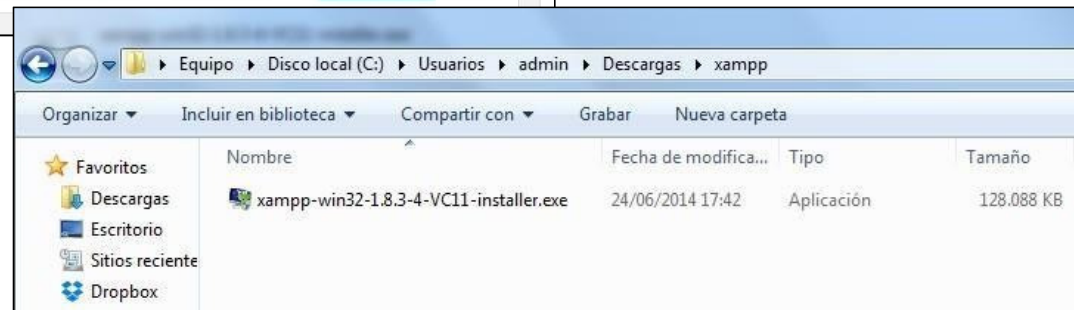 Equipo Disco local (C:) Usuarios admin Descargas xampp
Organizar Incluir en biblioteca Compartir con Grabar Nueva carpeta
Favoritos
Descargas
Escritorio
Sitios reciente
Dropbox
Nombre Fecha de modifica... Tipo Tamaño
xampp-win32-1.8.3-4-VC11-installer.exe 24/06/2014 17:42 Aplicación 128.088 KB